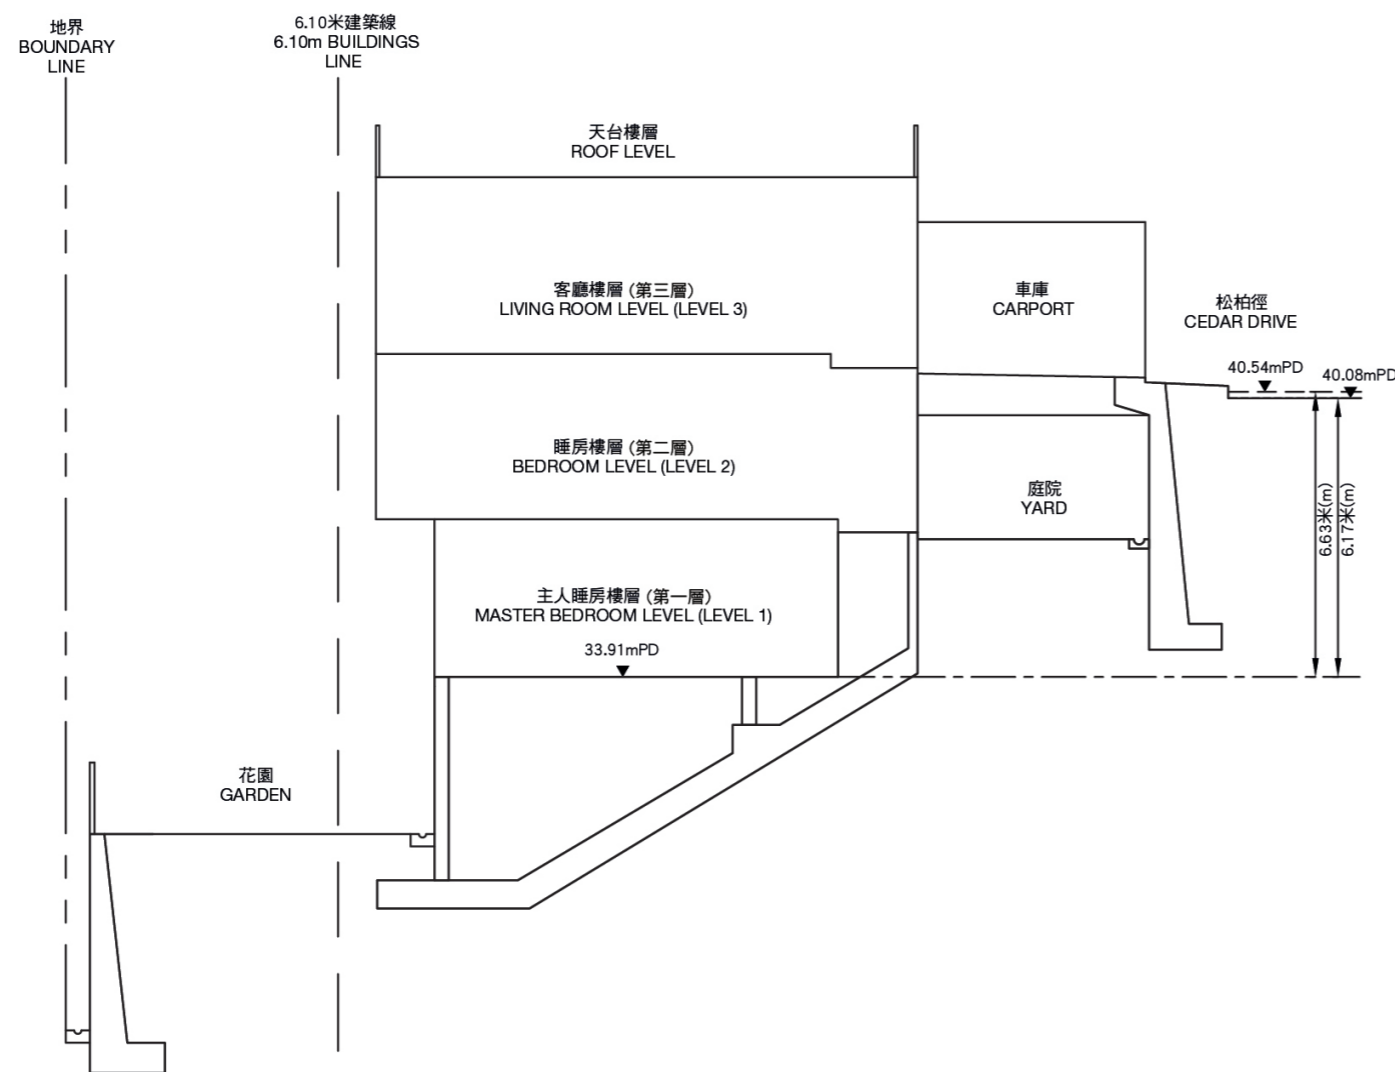 地界
BOUNDARY
LINE
6.10米建築線
6.10m BUILDINGS
LINE
天台樓層
ROOF LEVEL
客廳樓層 (第三層)
LIVING ROOM LEVEL (LEVEL 3)
車庫
CARPORT
松柏徑
CEDAR DRIVE
40.54mPD
40.08mPD
睡房樓層 (第二層)
BEDROOM LEVEL (LEVEL 2)
庭院
YARD
6.63米(m)
6.17米(m)
主人睡房樓層 (第一層)
MASTER BEDROOM LEVEL (LEVEL 1)
33.91mPD
花園
GARDEN